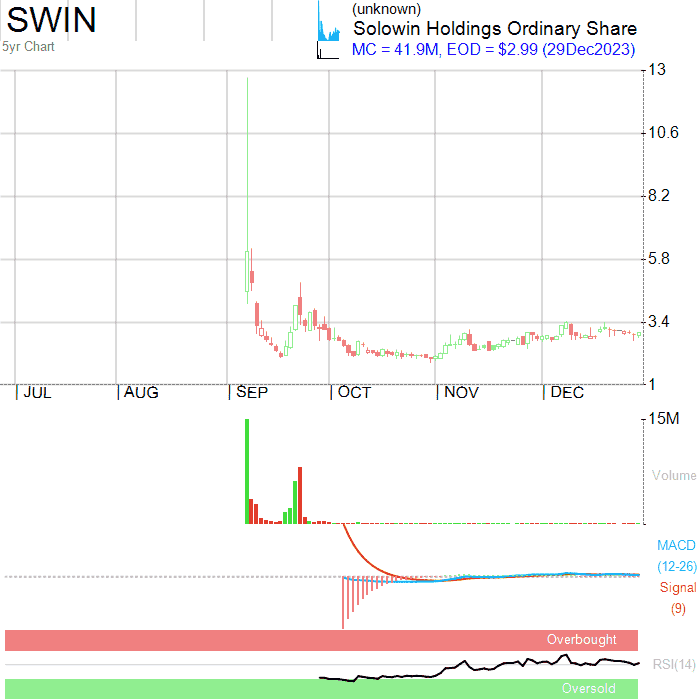 SWIN
5yr Chart
(unknown)
Solowin Holdings Ordinary Share
MC = 41.9M, EOD = $2.99 (29Dec2023)
13
10.6
8.2
5.8
3.4
1
JUL AUG SEP OCT NOV DEC
15M
Volume
MACD
(12-26)
Signal
(9)
Overbought
RSI(14)
Oversold